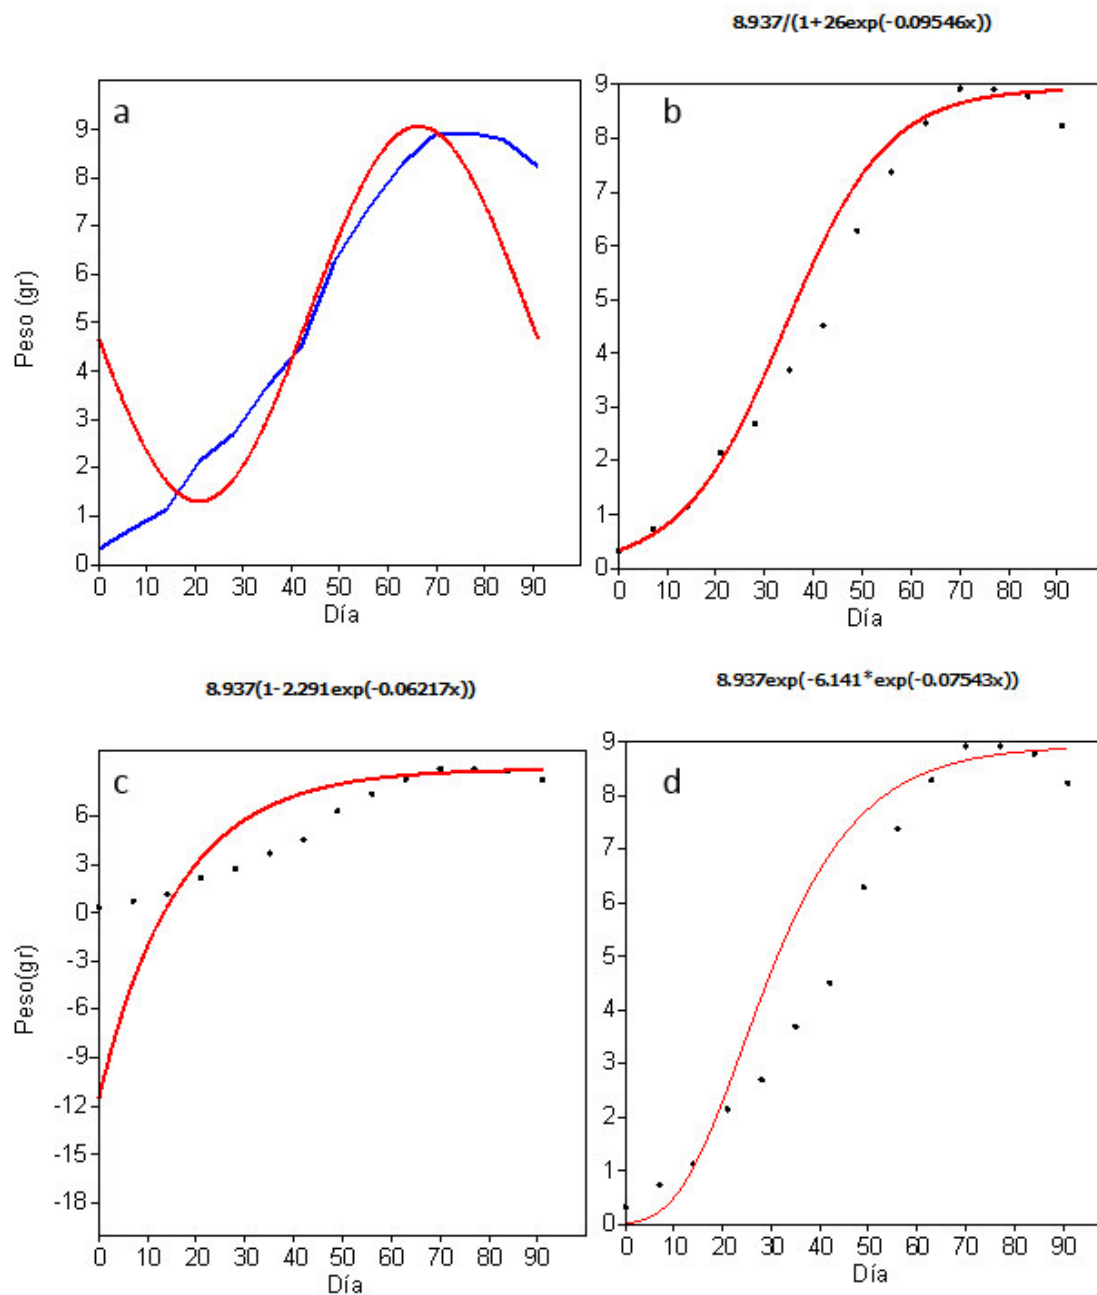 8.937/(1+26exp(-0.09546x))
a
9
8
7
6
5
4
3
2
1
0
Peso (gr)
0 10 20 30 40 50 60 70 80 90
Día
b
9
8
7
6
5
4
3
2
1
0
0 10 20 30 40 50 60 70 80 90
Día
8.937(1-2.291exp(-0.06217x))
c
6
3
0
-3
-6
-9
-12
-15
-18
Peso(gr)
0 10 20 30 40 50 60 70 80 90
Día
8.937exp(-6.141*exp(-0.07543x))
d
9
8
7
6
5
4
3
2
1
0
0 10 20 30 40 50 60 70 80 90
Día